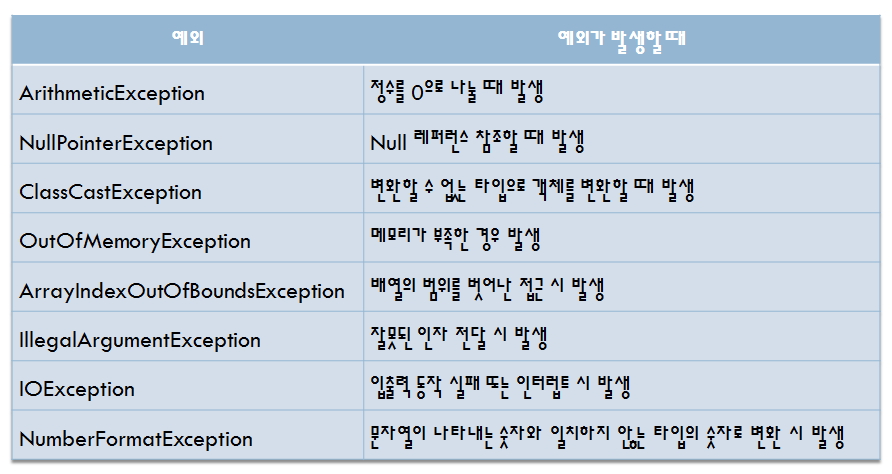 예외 예외가 발생할 때
ArithmeticException 정수를 0으로 나눌 때 발생
NullPointerException Null 레퍼런스 참조할 때 발생
ClassCastException 변환할 수 없는 타입으로 객체를 변환할 때 발생
OutOfMemoryException 메모리가 부족한 경우 발생
ArrayIndexOutOfBoundsException 배열의 범위를 벗어난 접근 시 발생
IllegalArgumentException 잘못된 인자 전달 시 발생
IOException 입출력 동작 실패 또는 인터럽트 시 발생
NumberFormatException 문자열이 나타내는 숫자와 일치하지 않는 타입의 숫자로 변환 시 발생